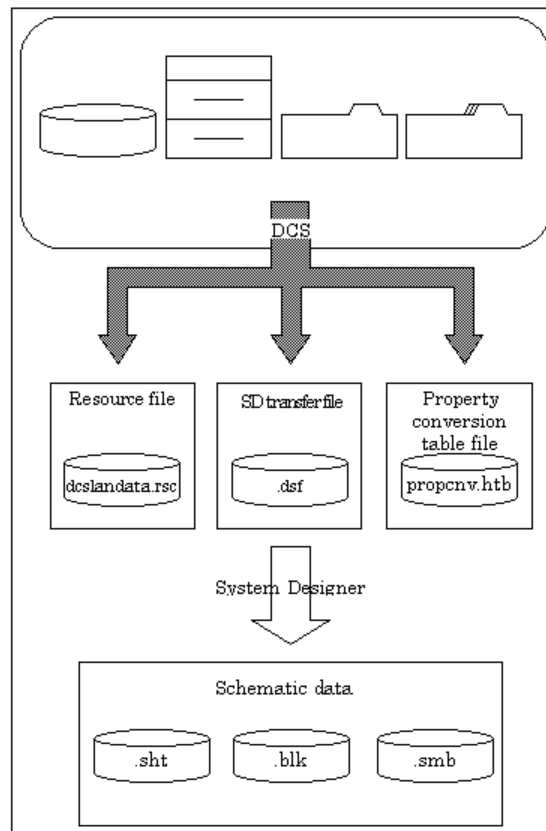 DCS
Resource file
dcslandata.rsc
SD transfer file
.dsf
Property
conversion
table file
propcnv.htb
System Designer
Schematic data
.sht
.blk
.smb